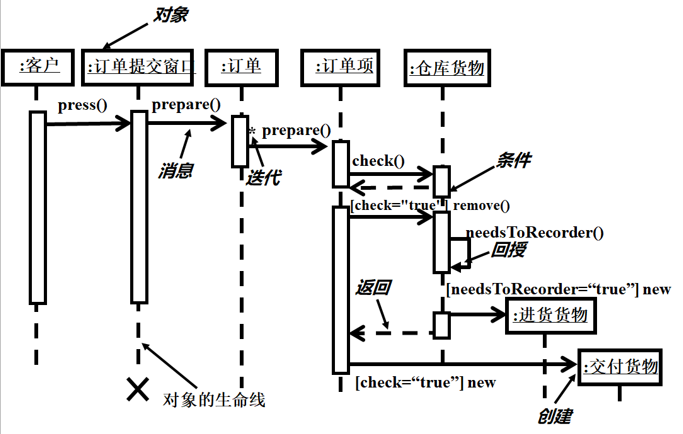 对象
:客户
:订单提交窗口
:订单
:订单项
:仓库货物
press()
prepare()
* prepare()
消息
迭代
check()
条件
[check="true"] remove()
needsToRecorder()
回授
[needsToRecorder=“true”] new
返回
:进货货物
:交付货物
[check=“true”] new
对象的生命线
创建